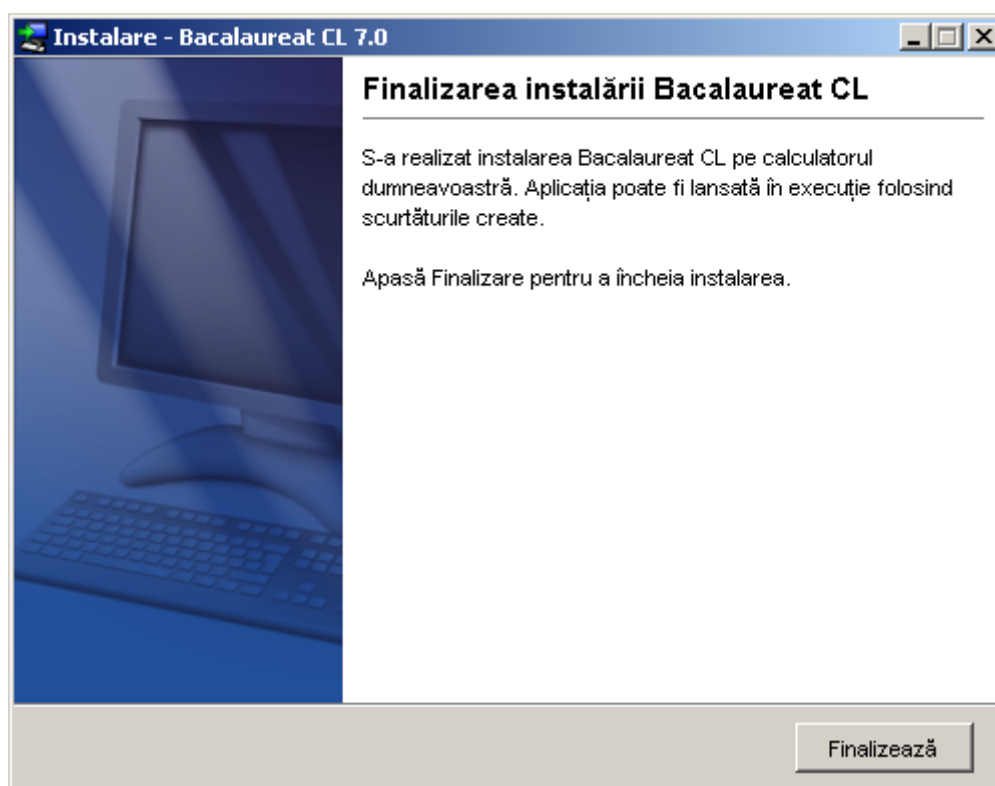 Instalare - Bacalaureat CL 7.0
Finalizarea instalării Bacalaureat CL
S-a realizat instalarea Bacalaureat CL pe calculatorul
dumneavoastră. Aplicația poate fi lansată în execuție folosind
scurtăturile create.
Apasă Finalizare pentru a încheia instalarea.
Finalizează